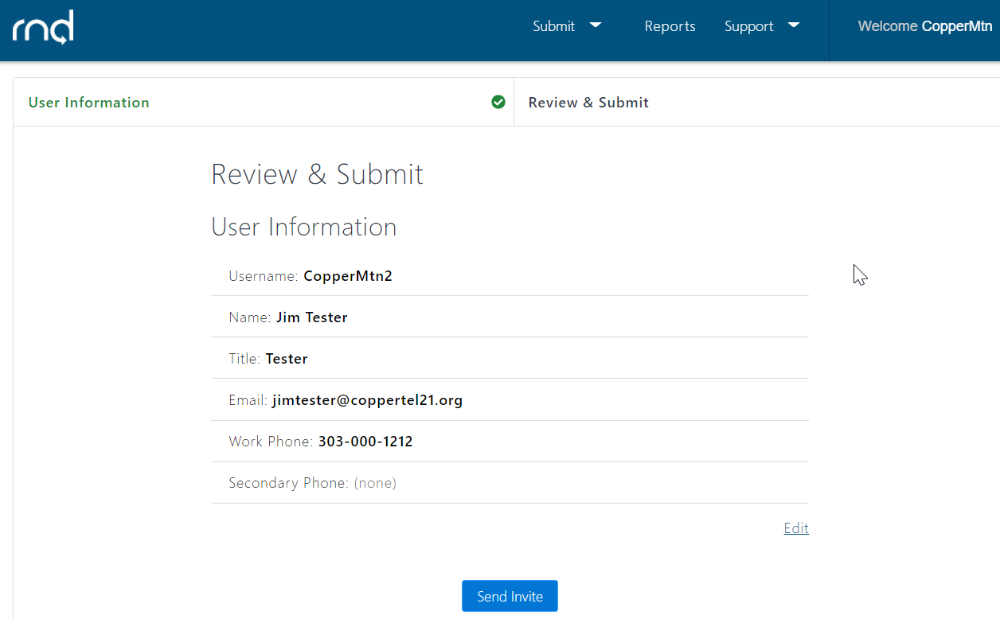 rnd
Submit Reports Support Welcome CopperMtn
User Information Review & Submit
Review & Submit
User Information
Username: CopperMtn2
Name: Jim Tester
Title: Tester
Email: jimtester@coppertel21.org
Work Phone: 303-000-1212
Secondary Phone: (none)
Edit
Send Invite